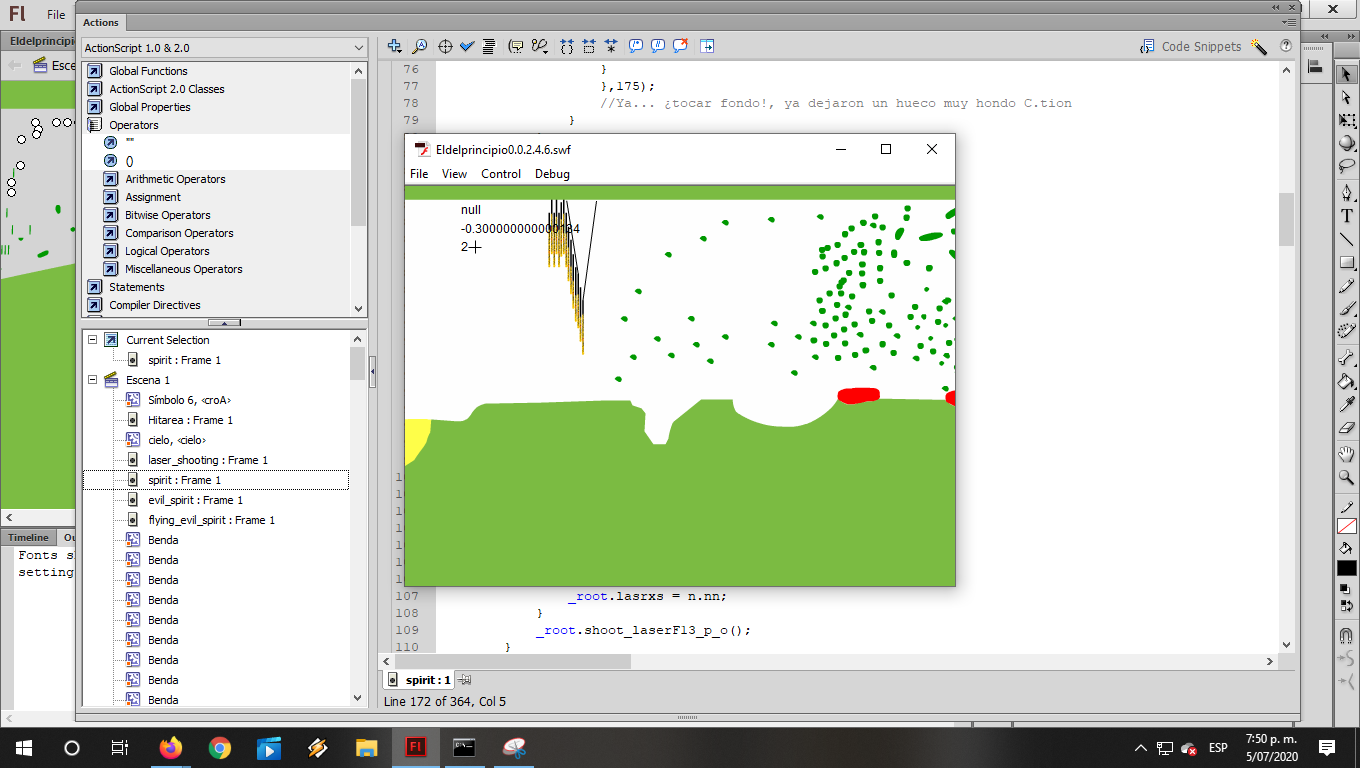 Fl
File
Actions
Eldelprincipio
ActionScript 1.0 & 2.0
Code Snippets
Esce
Global Functions
ActionScript 2.0 Classes
Global Properties
Operators
""
()
Arithmetic Operators
Assignment
Bitwise Operators
Comparison Operators
Logical Operators
Miscellaneous Operators
Statements
Compiler Directives
Current Selection
spirit : Frame 1
Escena 1
Símbolo 6, <croA>
Hitarea : Frame 1
cielo, <cielo>
laser_shooting : Frame 1
spirit : Frame 1
evil_spirit : Frame 1
flying_evil_spirit : Frame 1
Benda
Benda
Benda
Benda
Benda
Benda
Benda
Benda
Benda
76 }
77 },175);
78 //Ya... ¿tocar fondo!, ya dejaron un hueco muy hondo C.tion
79 }
Eldelprincipio0.0.2.4.6.swf
File View Control Debug
null
-0.300000000000184
2
107 _root.lasrxs = n.nn;
108 }
109 _root.shoot_laserF13_p_o();
110 }
spirit : 1
Line 172 of 364, Col 5
Timeline
Ou
Fonts s
setting
T
ESP
7:50 p. m.
5/07/2020